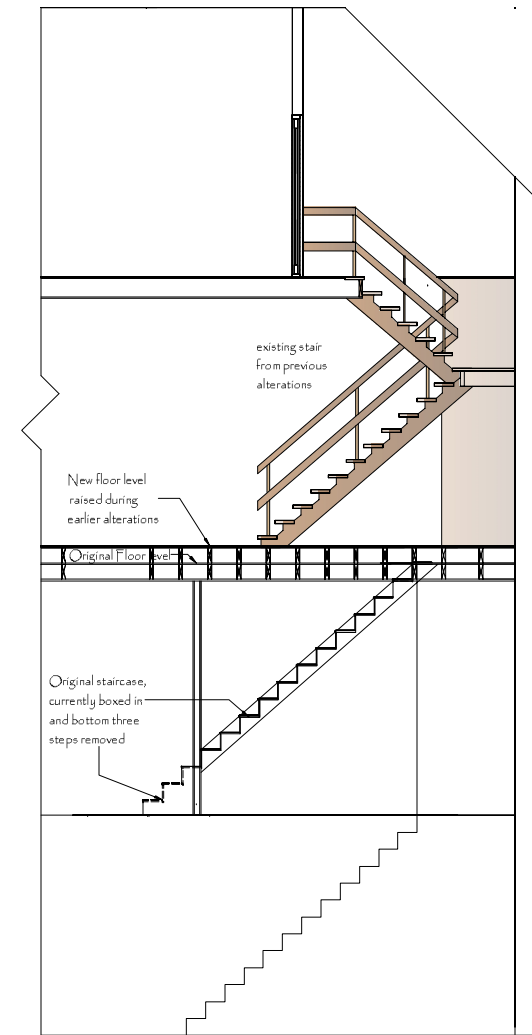 existing stair
from previous
alterations
New floor level
raised during
earlier alterations
Original Floor level
Original staircase,
currently boxed in
and bottom three
steps removed